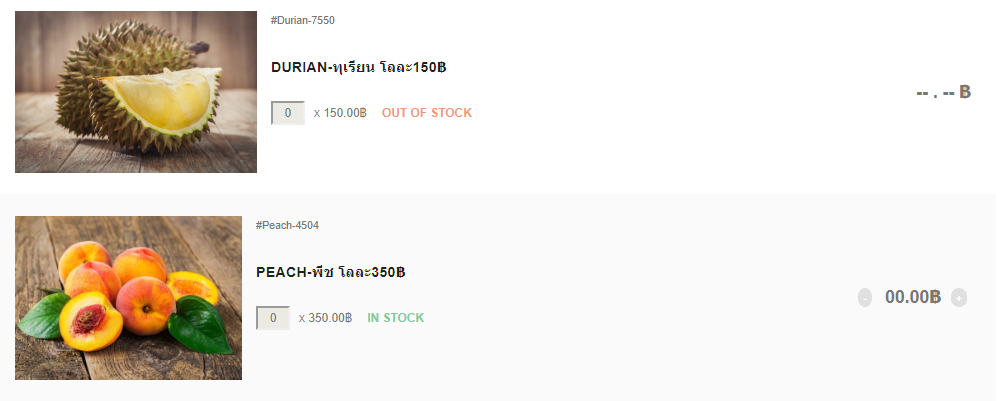 #Durian-7550
DURIAN-ทุเรียน โลละ150฿
0 x 150.00฿ OUT OF STOCK
-- . -- ฿
#Peach-4504
PEACH-พีช โลละ350฿
0 x 350.00฿ IN STOCK
- 00.00฿ +